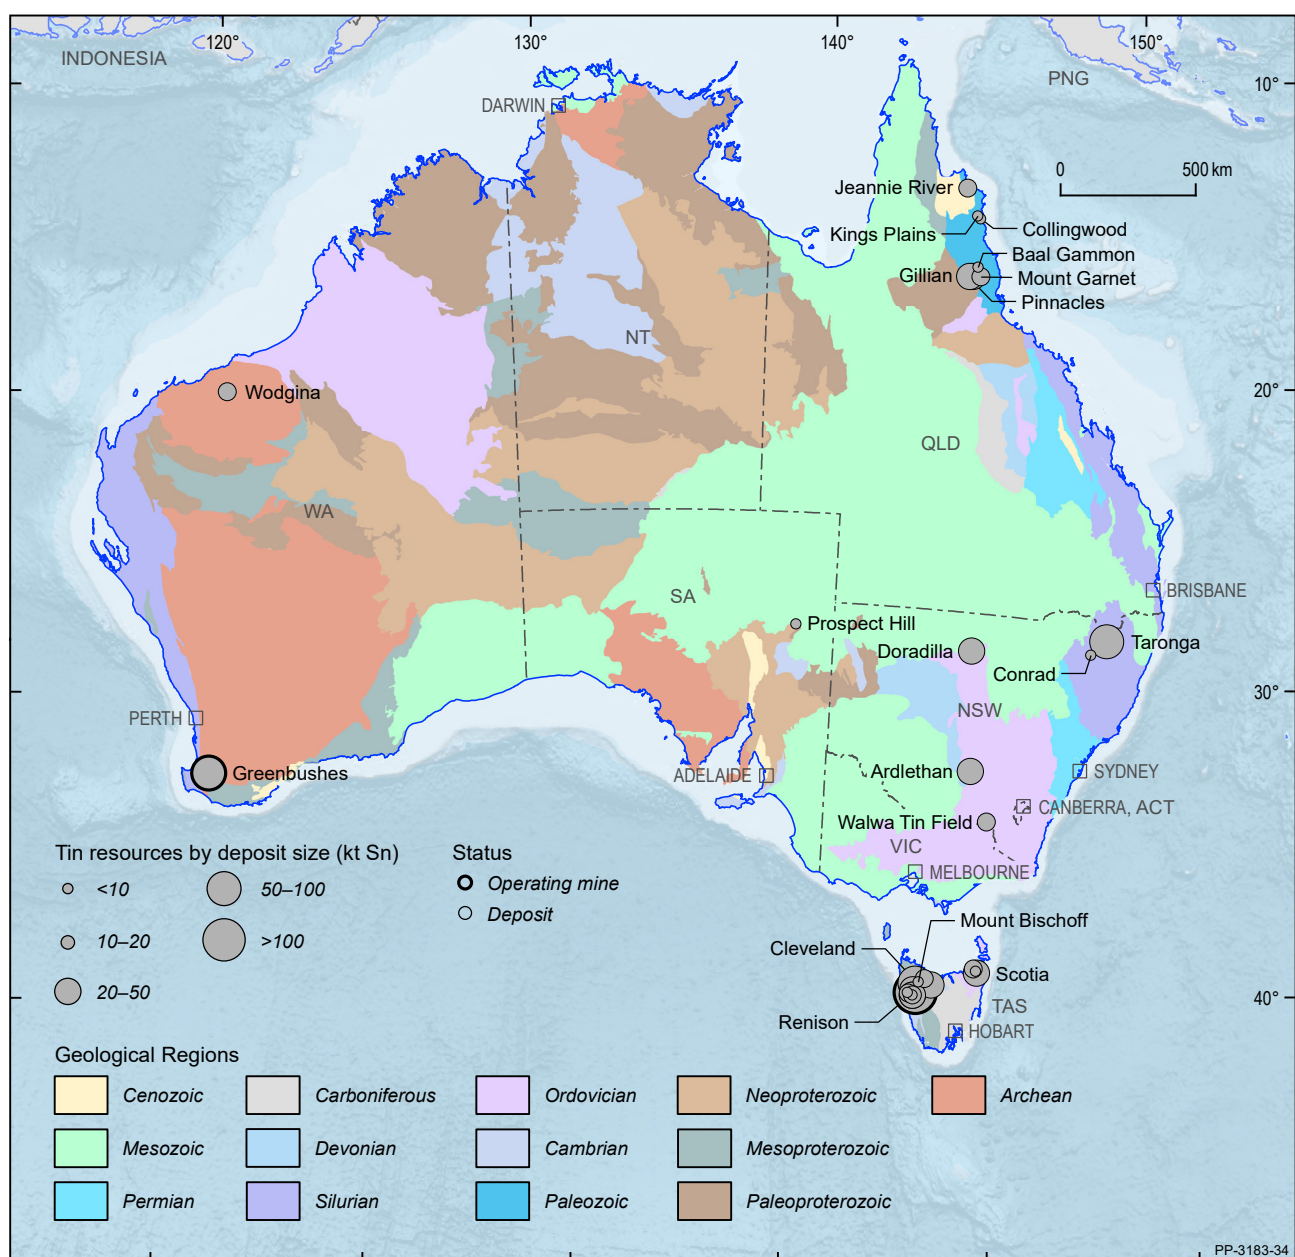 120°
130°
140°
150°
INDONESIA
PNG
10°
DARWIN
0
500 km
Jeannie River
Kings Plains
Collingwood
Baal Gammon
Gillian
Mount Garnet
Pinnacles
NT
20°
Wodgina
QLD
WA
BRISBANE
SA
Prospect Hill
Doradilla
Taronga
Conrad
30°
NSW
PERTH
Greenbushes
ADELAIDE
Ardlethan
SYDNEY
CANBERRA, ACT
Walwa Tin Field
VIC
MELBOURNE
Tin resources by deposit size (kt Sn)
<10
50–100
10–20
>100
20–50
Status
Operating mine
Deposit
Mount Bischoff
Cleveland
Scotia
40°
TAS
Renison
HOBART
Geological Regions
Cenozoic
Carboniferous
Ordovician
Neoproterozoic
Archean
Mesozoic
Devonian
Cambrian
Mesoproterozoic
Permian
Silurian
Paleozoic
Paleoproterozoic
PP-3183-34